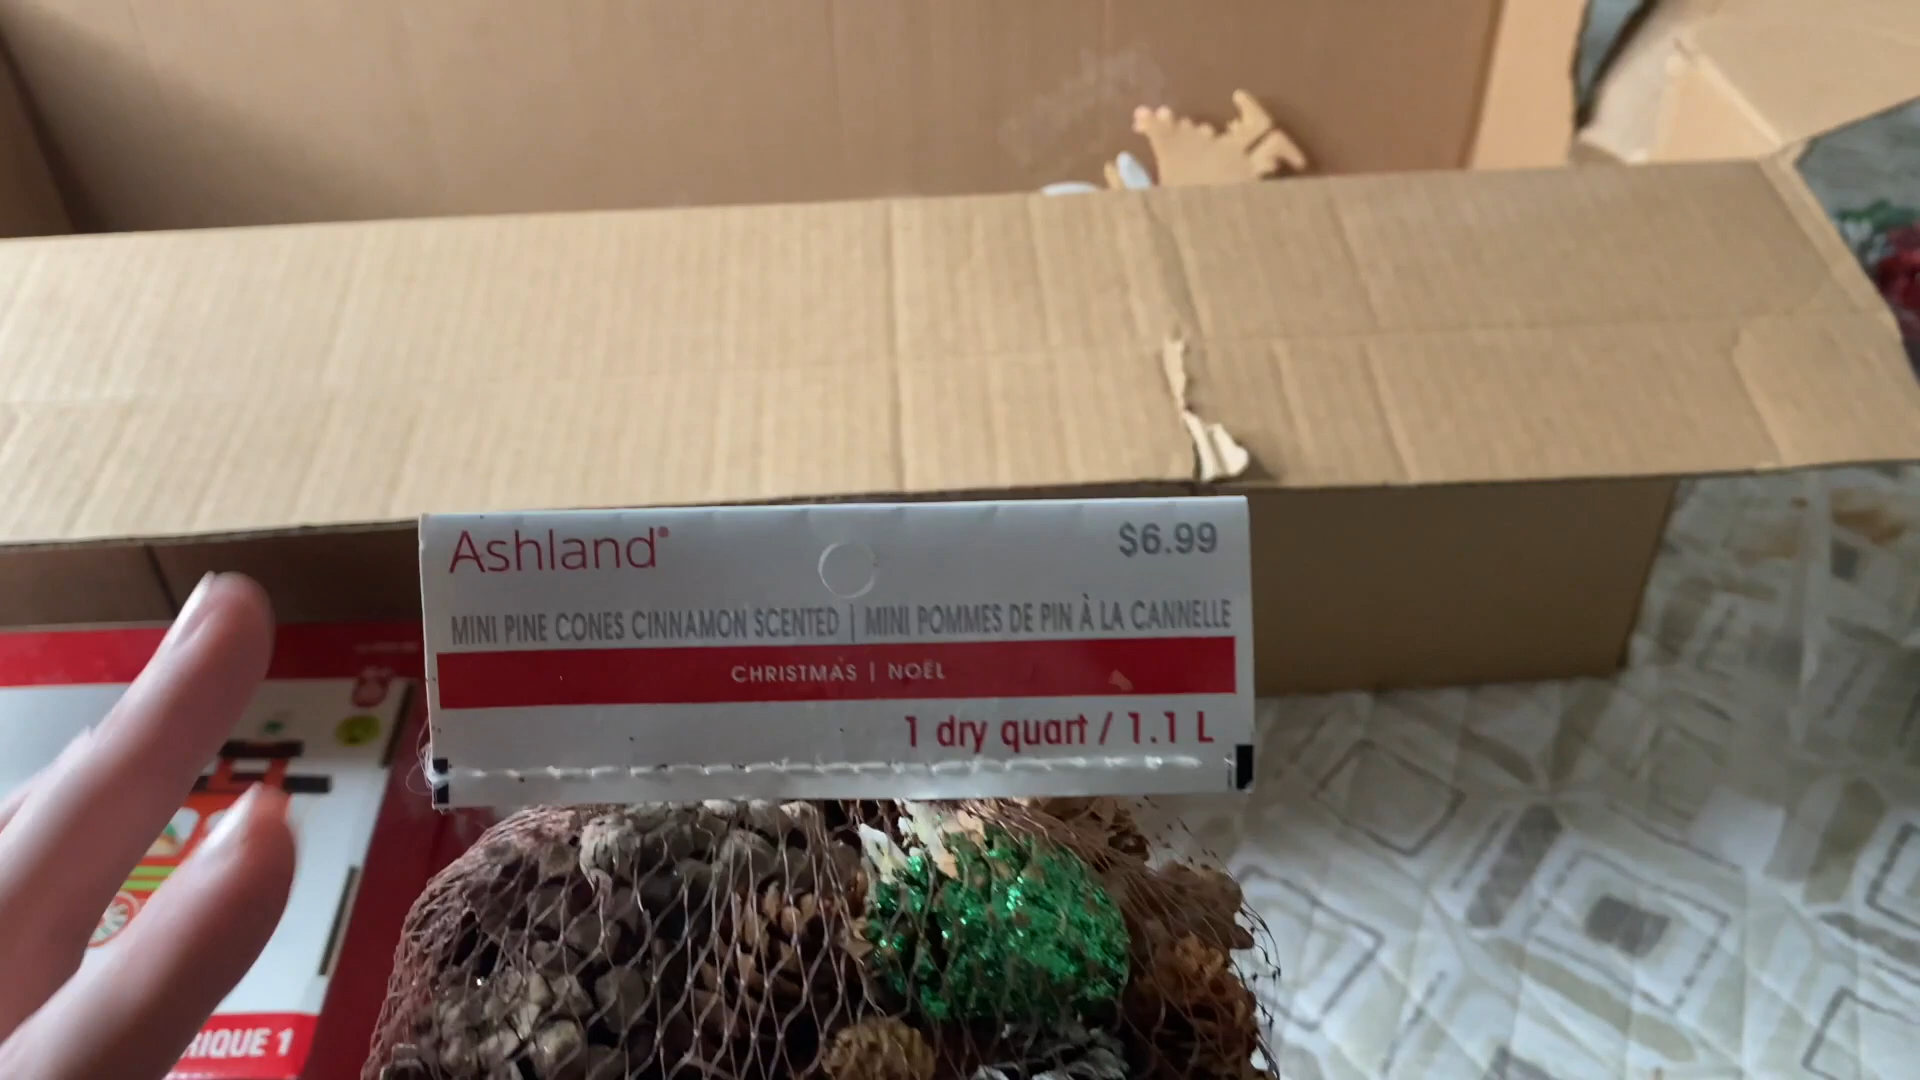 Ashland®
$6.99
MINI PINE CONES CINNAMON SCENTED | MINI POMMES DE PIN À LA CANNELLE
CHRISTMAS | NOËL
1 dry quart / 1.1 L
RIQUE 1